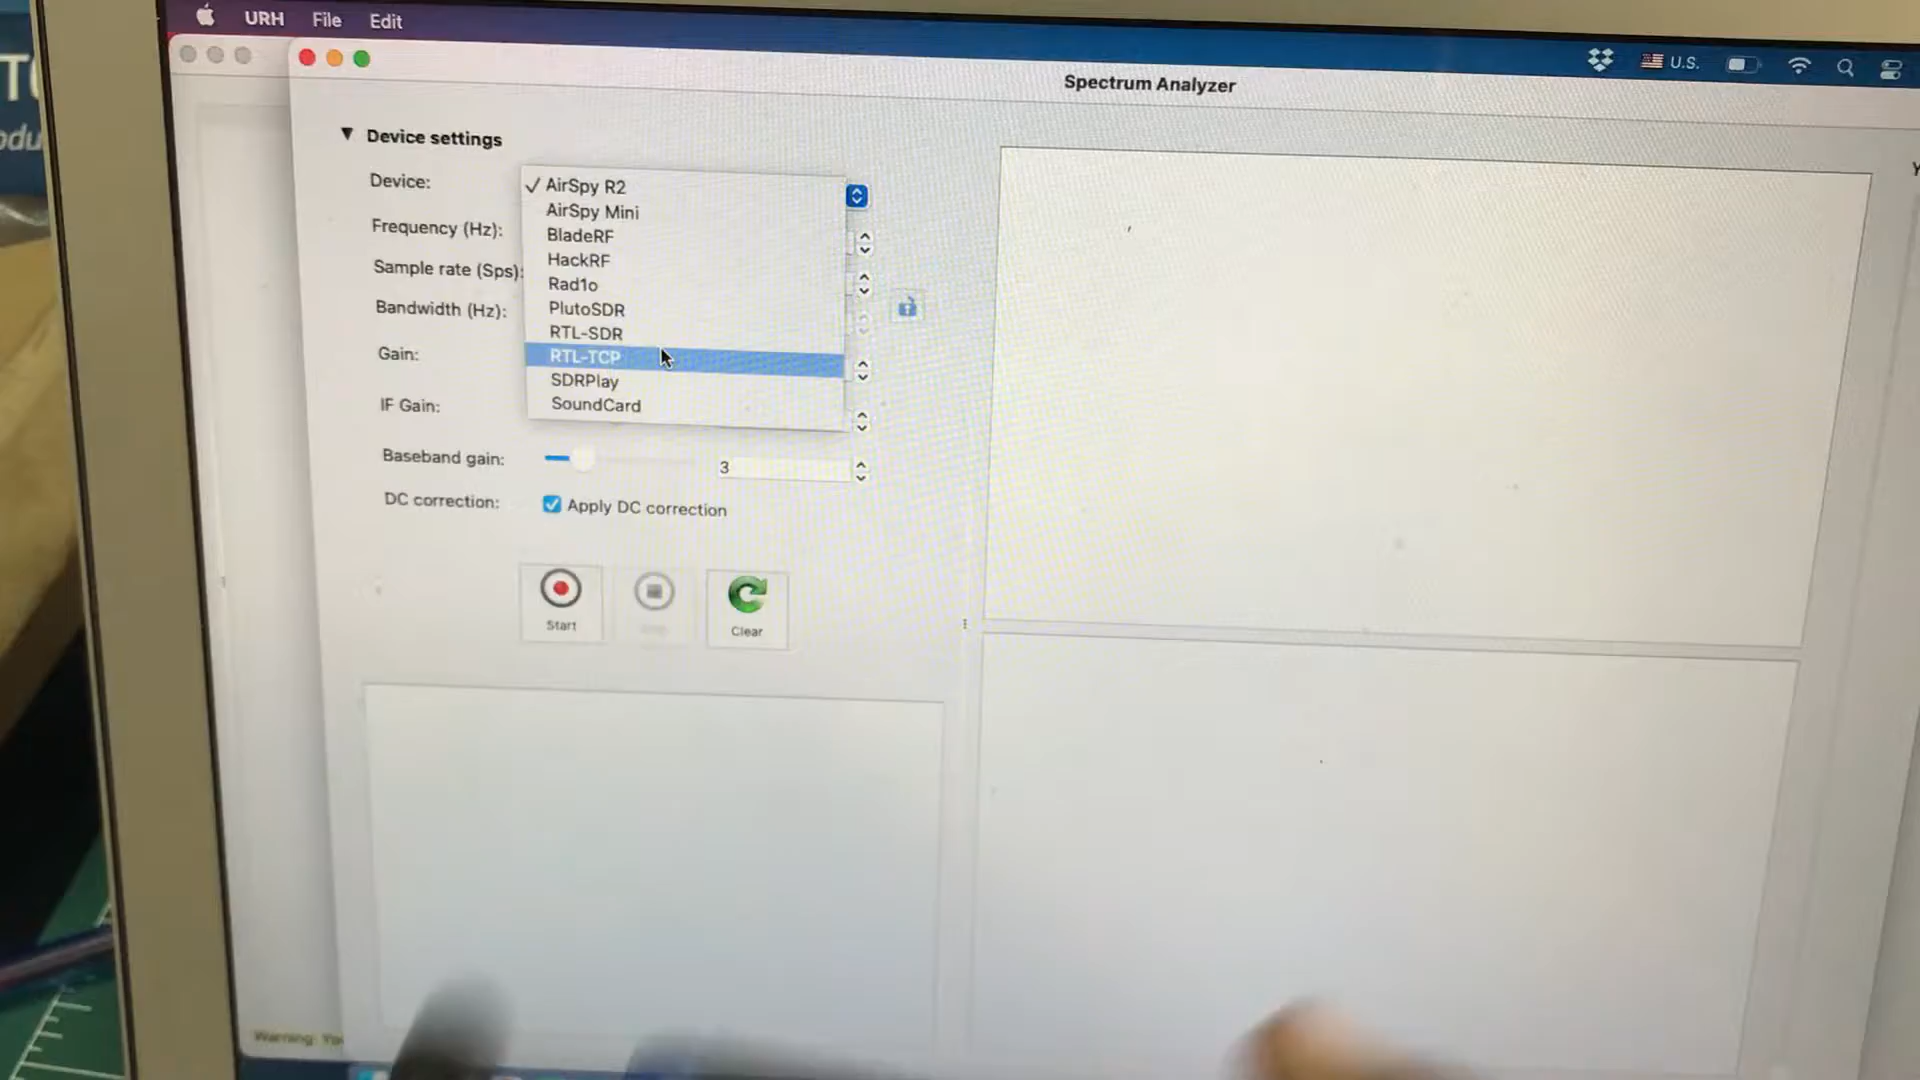 URH File Edit
U.S.
Spectrum Analyzer
Device settings
Device:
AirSpy R2
AirSpy Mini
BladeRF
HackRF
Rad1o
PlutoSDR
RTL-SDR
RTL-TCP
SDRPlay
SoundCard
Frequency (Hz):
Sample rate (Sps):
Bandwidth (Hz):
Gain:
IF Gain:
Baseband gain: 3
DC correction: Apply DC correction
Start
Clear
Warning: